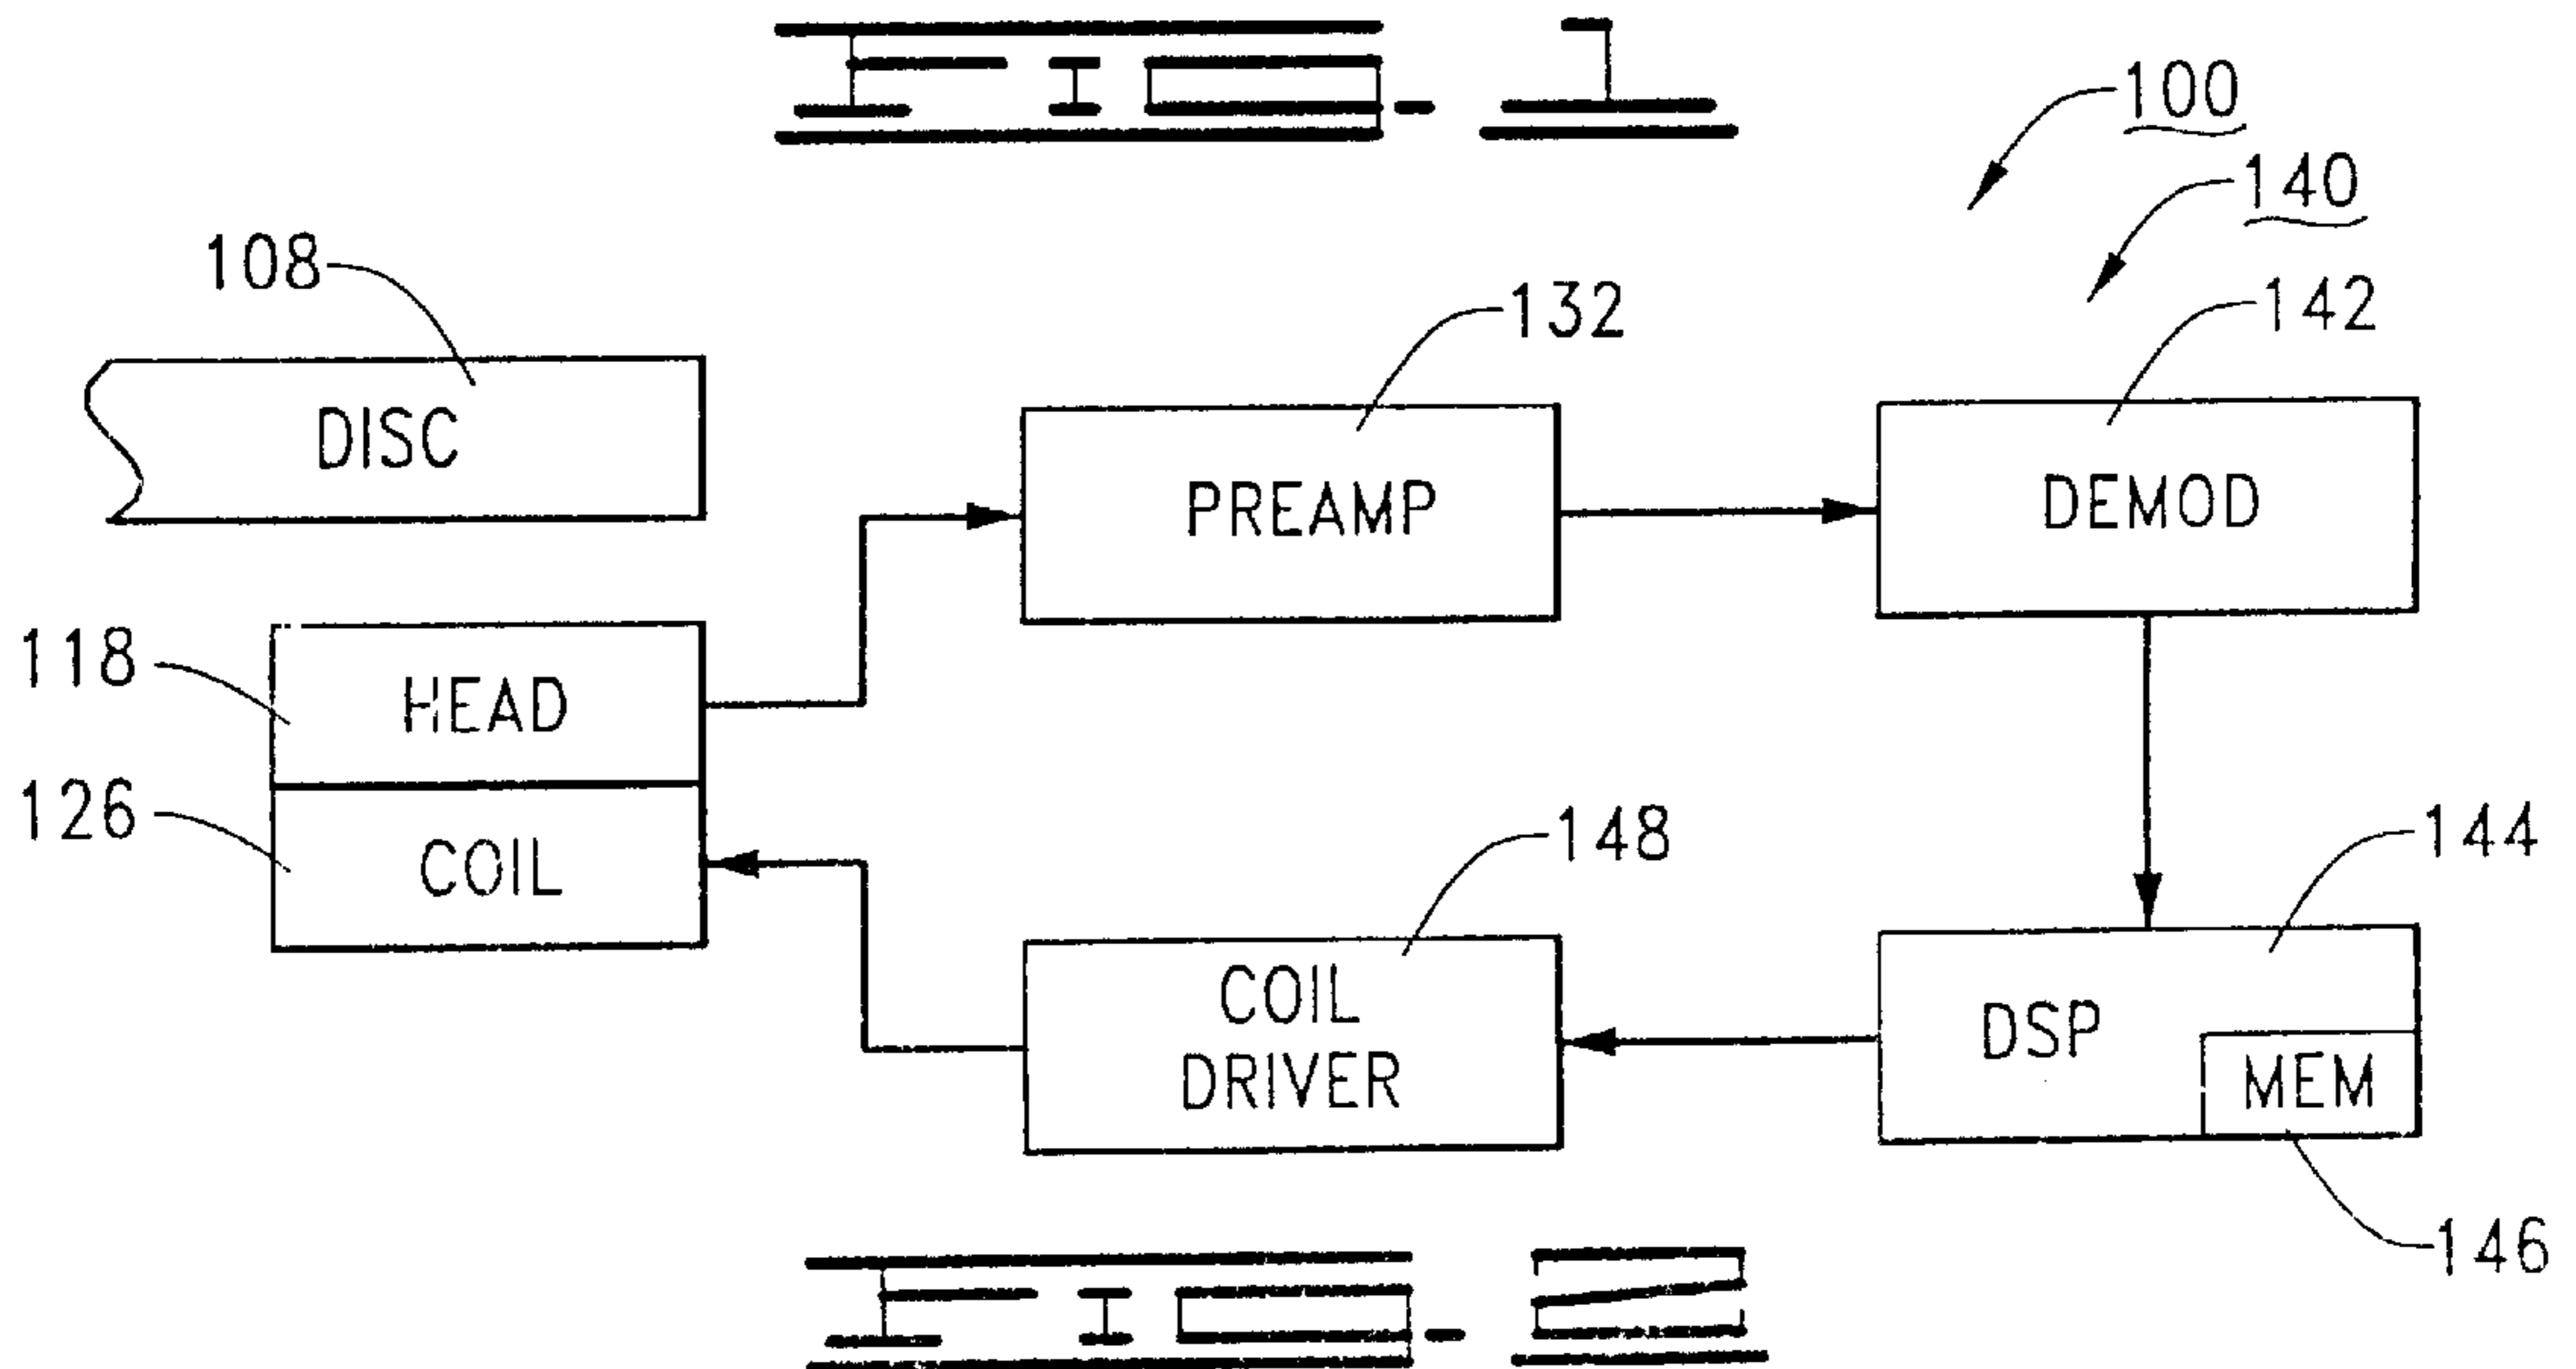 FIG. 1
100
140
108
132
142
DISC
PREAMP
DEMOD
118
HEAD
126
COIL
148
144
COIL
DRIVER
DSP
MEM
146
FIG. 2